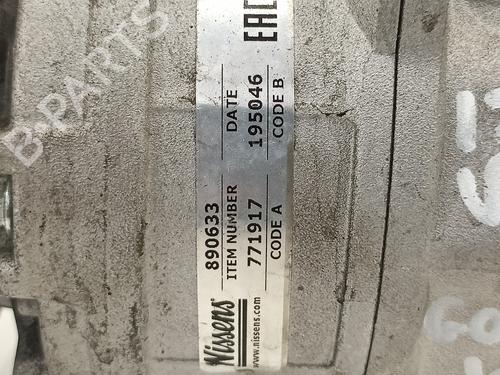 Nissens
www.nissens.com
890633
ITEM NUMBER
DATE
771917
195046
CODE A
CODE B
EAC
B-PARTS